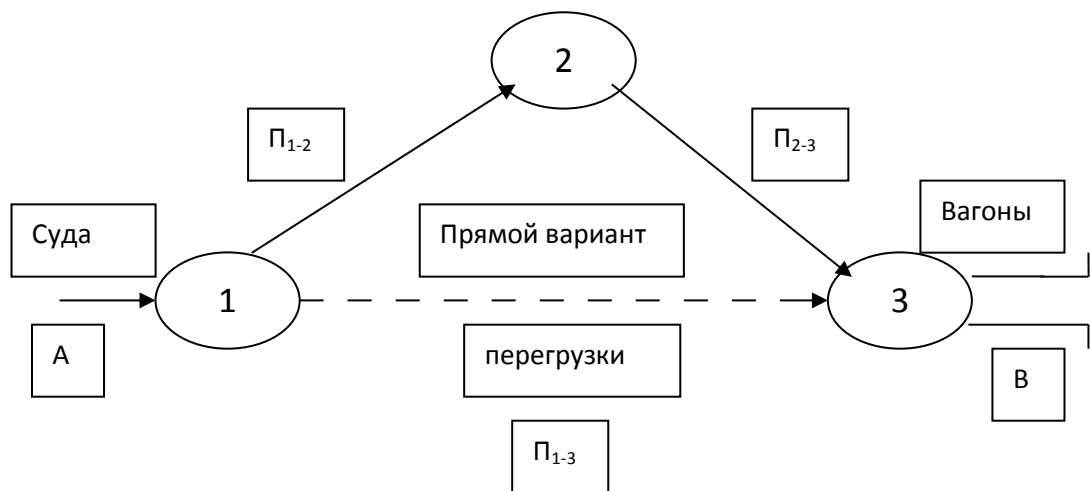 2
П₁₋₂
П₂₋₃
Суда
Прямой вариант
Вагоны
1
3
А
перегрузки
В
П₁₋₃